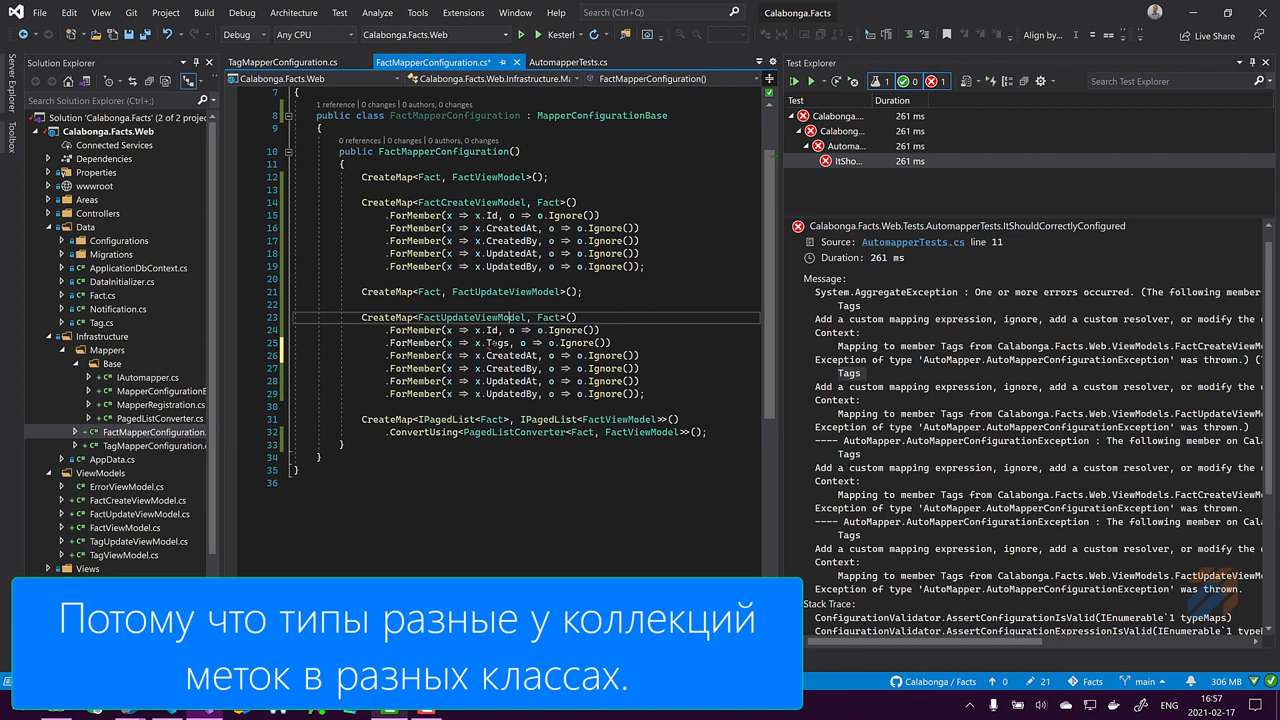 File Edit View Git Project Build Debug Architecture Test Analyze Tools Extensions Window Help Search (Ctrl+Q) Calabonga.Facts
Debug Any CPU Calabonga.Facts.Web Kestrel Align by... Live Share
Server Explorer
Toolbox
Solution Explorer
Search Solution Explorer (Ctrl+;)
Solution 'Calabonga.Facts' (2 of 2 projec
Calabonga.Facts.Web
Connected Services
Dependencies
Properties
wwwroot
Areas
Controllers
Data
Configurations
Migrations
ApplicationDbContext.cs
DataInitializer.cs
Fact.cs
Notification.cs
Tag.cs
Infrastructure
Mappers
Base
IAutomapper.cs
MapperConfigurationB
MapperRegistration.cs
PagedListConverter.cs
FactMapperConfiguration.
TagMapperConfiguration.c
AppData.cs
ViewModels
ErrorViewModel.cs
FactCreateViewModel.cs
FactUpdateViewModel.cs
FactViewModel.cs
TagUpdateViewModel.cs
TagViewModel.cs
Views
TagMapperConfiguration.cs FactMapperConfiguration.cs* AutomapperTests.cs
Calabonga.Facts.Web Calabonga.Facts.Web.Infrastructure.Ma FactMapperConfiguration()
7 {
1 reference | 0 changes | 0 authors, 0 changes
8 public class FactMapperConfiguration : MapperConfigurationBase
9 {
0 references | 0 changes | 0 authors, 0 changes
10 public FactMapperConfiguration()
11 {
12 CreateMap<Fact, FactViewModel>();
13
14 CreateMap<FactCreateViewModel, Fact>()
15 .ForMember(x => x.Id, o => o.Ignore())
16 .ForMember(x => x.CreatedAt, o => o.Ignore())
17 .ForMember(x => x.CreatedBy, o => o.Ignore())
18 .ForMember(x => x.UpdatedAt, o => o.Ignore())
19 .ForMember(x => x.UpdatedBy, o => o.Ignore());
20
21 CreateMap<Fact, FactUpdateViewModel>();
22
23 CreateMap<FactUpdateViewModel, Fact>()
24 .ForMember(x => x.Id, o => o.Ignore())
25 .ForMember(x => x.Tags, o => o.Ignore())
26 .ForMember(x => x.CreatedAt, o => o.Ignore())
27 .ForMember(x => x.CreatedBy, o => o.Ignore())
28 .ForMember(x => x.UpdatedAt, o => o.Ignore())
29 .ForMember(x => x.UpdatedBy, o => o.Ignore());
30
31 CreateMap<IPagedList<Fact>, IPagedList<FactViewModel>>()
32 .ConvertUsing<PagedListConverter<Fact, FactViewModel>>();
33 }
34 }
35 }
36
Test Explorer
1 0 1 Search Test Explorer
Test Duration
Calabonga.... 261 ms
Calabong... 261 ms
Automa... 261 ms
ItSho... 261 ms
Calabonga.Facts.Web.Tests.AutomapperTests.ItShouldCorrectlyConfigured
Source: AutomapperTests.cs line 11
Duration: 261 ms
Message:
System.AggregateException : One or more errors occurred. (The following
Tags
Add a custom mapping expression, ignore, add a custom resolver, or modify the d
Context:
Mapping to member Tags from Calabonga.Facts.Web.ViewModels.FactCreateV
Exception of type 'AutoMapper.AutoMapperConfigurationException' was thrown.) (T
Tags
Add a custom mapping expression, ignore, add a custom resolver, or modify the d
Context:
Mapping to member Tags from Calabonga.Facts.Web.ViewModels.FactUpdateV
Exception of type 'AutoMapper.AutoMapperConfigurationException' was thrown.)
---- AutoMapper.AutoMapperConfigurationException : The following member on Cala
Tags
Add a custom mapping expression, ignore, add a custom resolver, or modify the d
Context:
Mapping to member Tags from Calabonga.Facts.Web.ViewModels.FactCreateV
Exception of type 'AutoMapper.AutoMapperConfigurationException' was thrown.
---- AutoMapper.AutoMapperConfigurationException : The following member on Cala
Tags
Add a custom mapping expression, ignore, add a custom resolver, or modify the d
Context:
Mapping to member Tags from Calabonga.Facts.Web.ViewModels.FactUpdateV
Exception of type 'AutoMapper.AutoMapperConfigurationException' was thrown.
Stack Trace:
ConfigurationValidator.AssertConfigurationIsValid(IEnumerable`1 typeMaps)
Потому что типы разные у коллекций
меток в разных классах.
Calabonga / Facts 0 21 Facts main 306 MB
ENG 16:57
2021-02-17